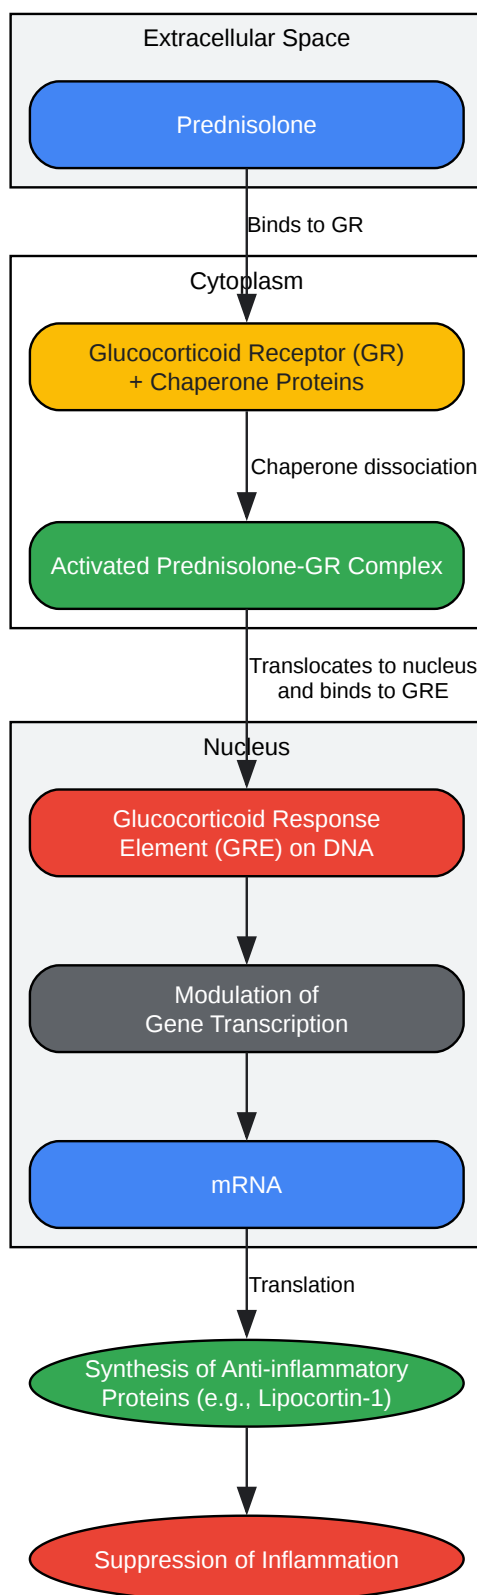 Extracellular Space
Prednisolone
Binds to GR
Cytoplasm
Glucocorticoid Receptor (GR)
+ Chaperone Proteins
Chaperone dissociation
Activated Prednisolone-GR Complex
Translocates to nucleus
and binds to GRE
Nucleus
Glucocorticoid Response
Element (GRE) on DNA
Modulation of
Gene Transcription
mRNA
Translation
Synthesis of Anti-inflammatory
Proteins (e.g., Lipocortin-1)
Suppression of Inflammation